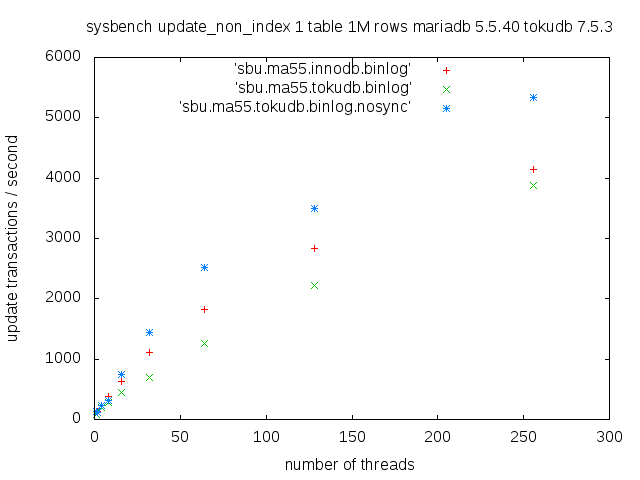 sysbench update_non_index 1 table 1M rows mariadb 5.5.40 tokudb 7.5.3
6000
5000
4000
3000
2000
1000
0
update transactions / second
'sbu.ma55.innodb.binlog'
'sbu.ma55.tokudb.binlog'
'sbu.ma55.tokudb.binlog.nosync'
0 50 100 150 200 250 300
number of threads